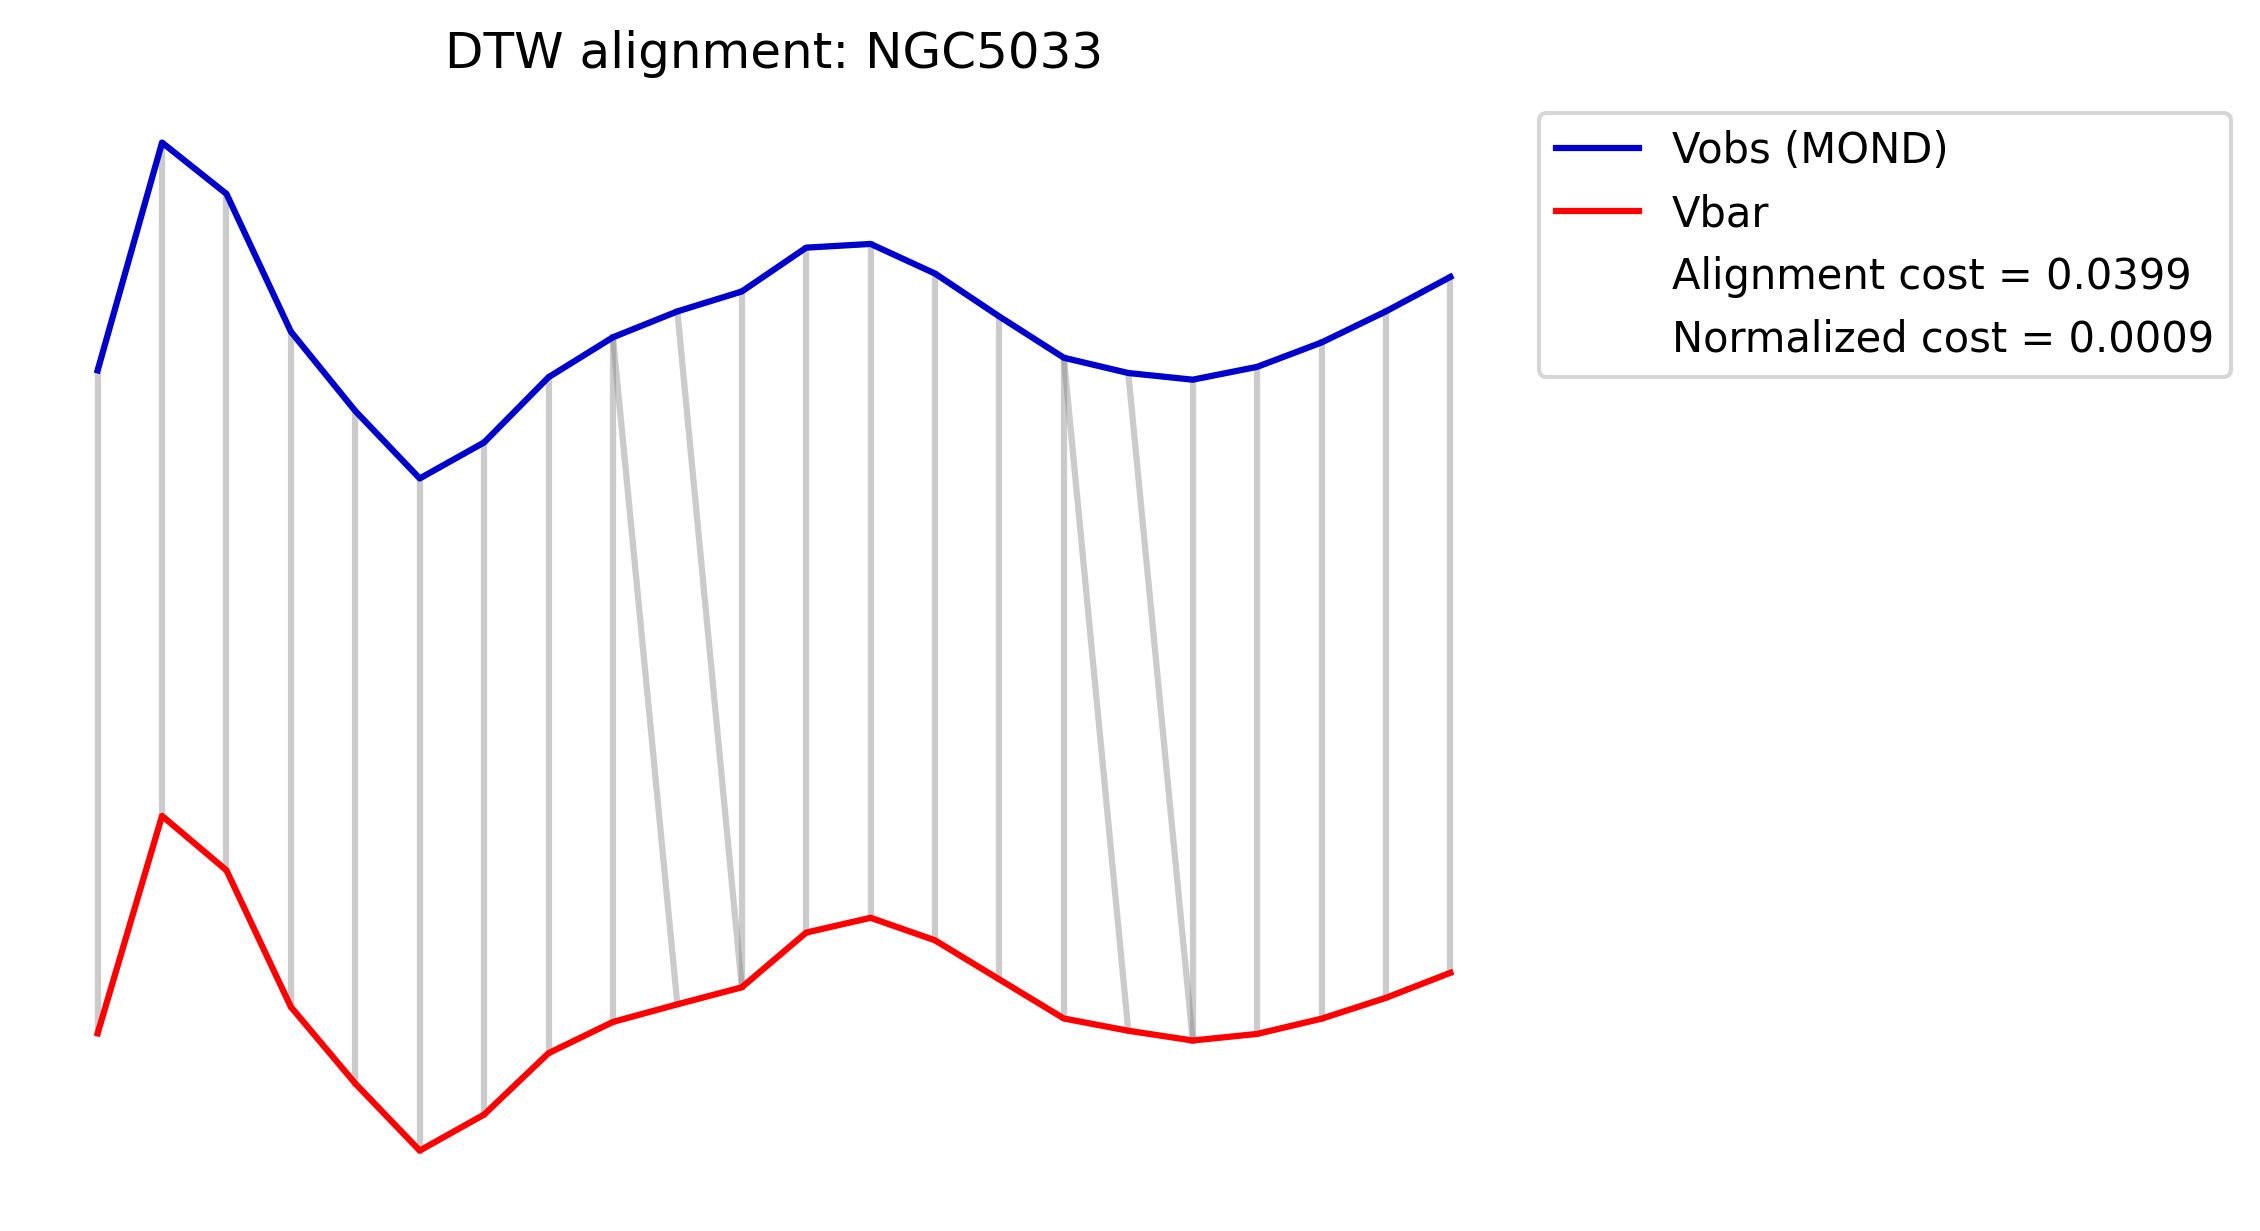 DTW alignment: NGC5033
Vobs (MOND)
Vbar
Alignment cost = 0.0399
Normalized cost = 0.0009